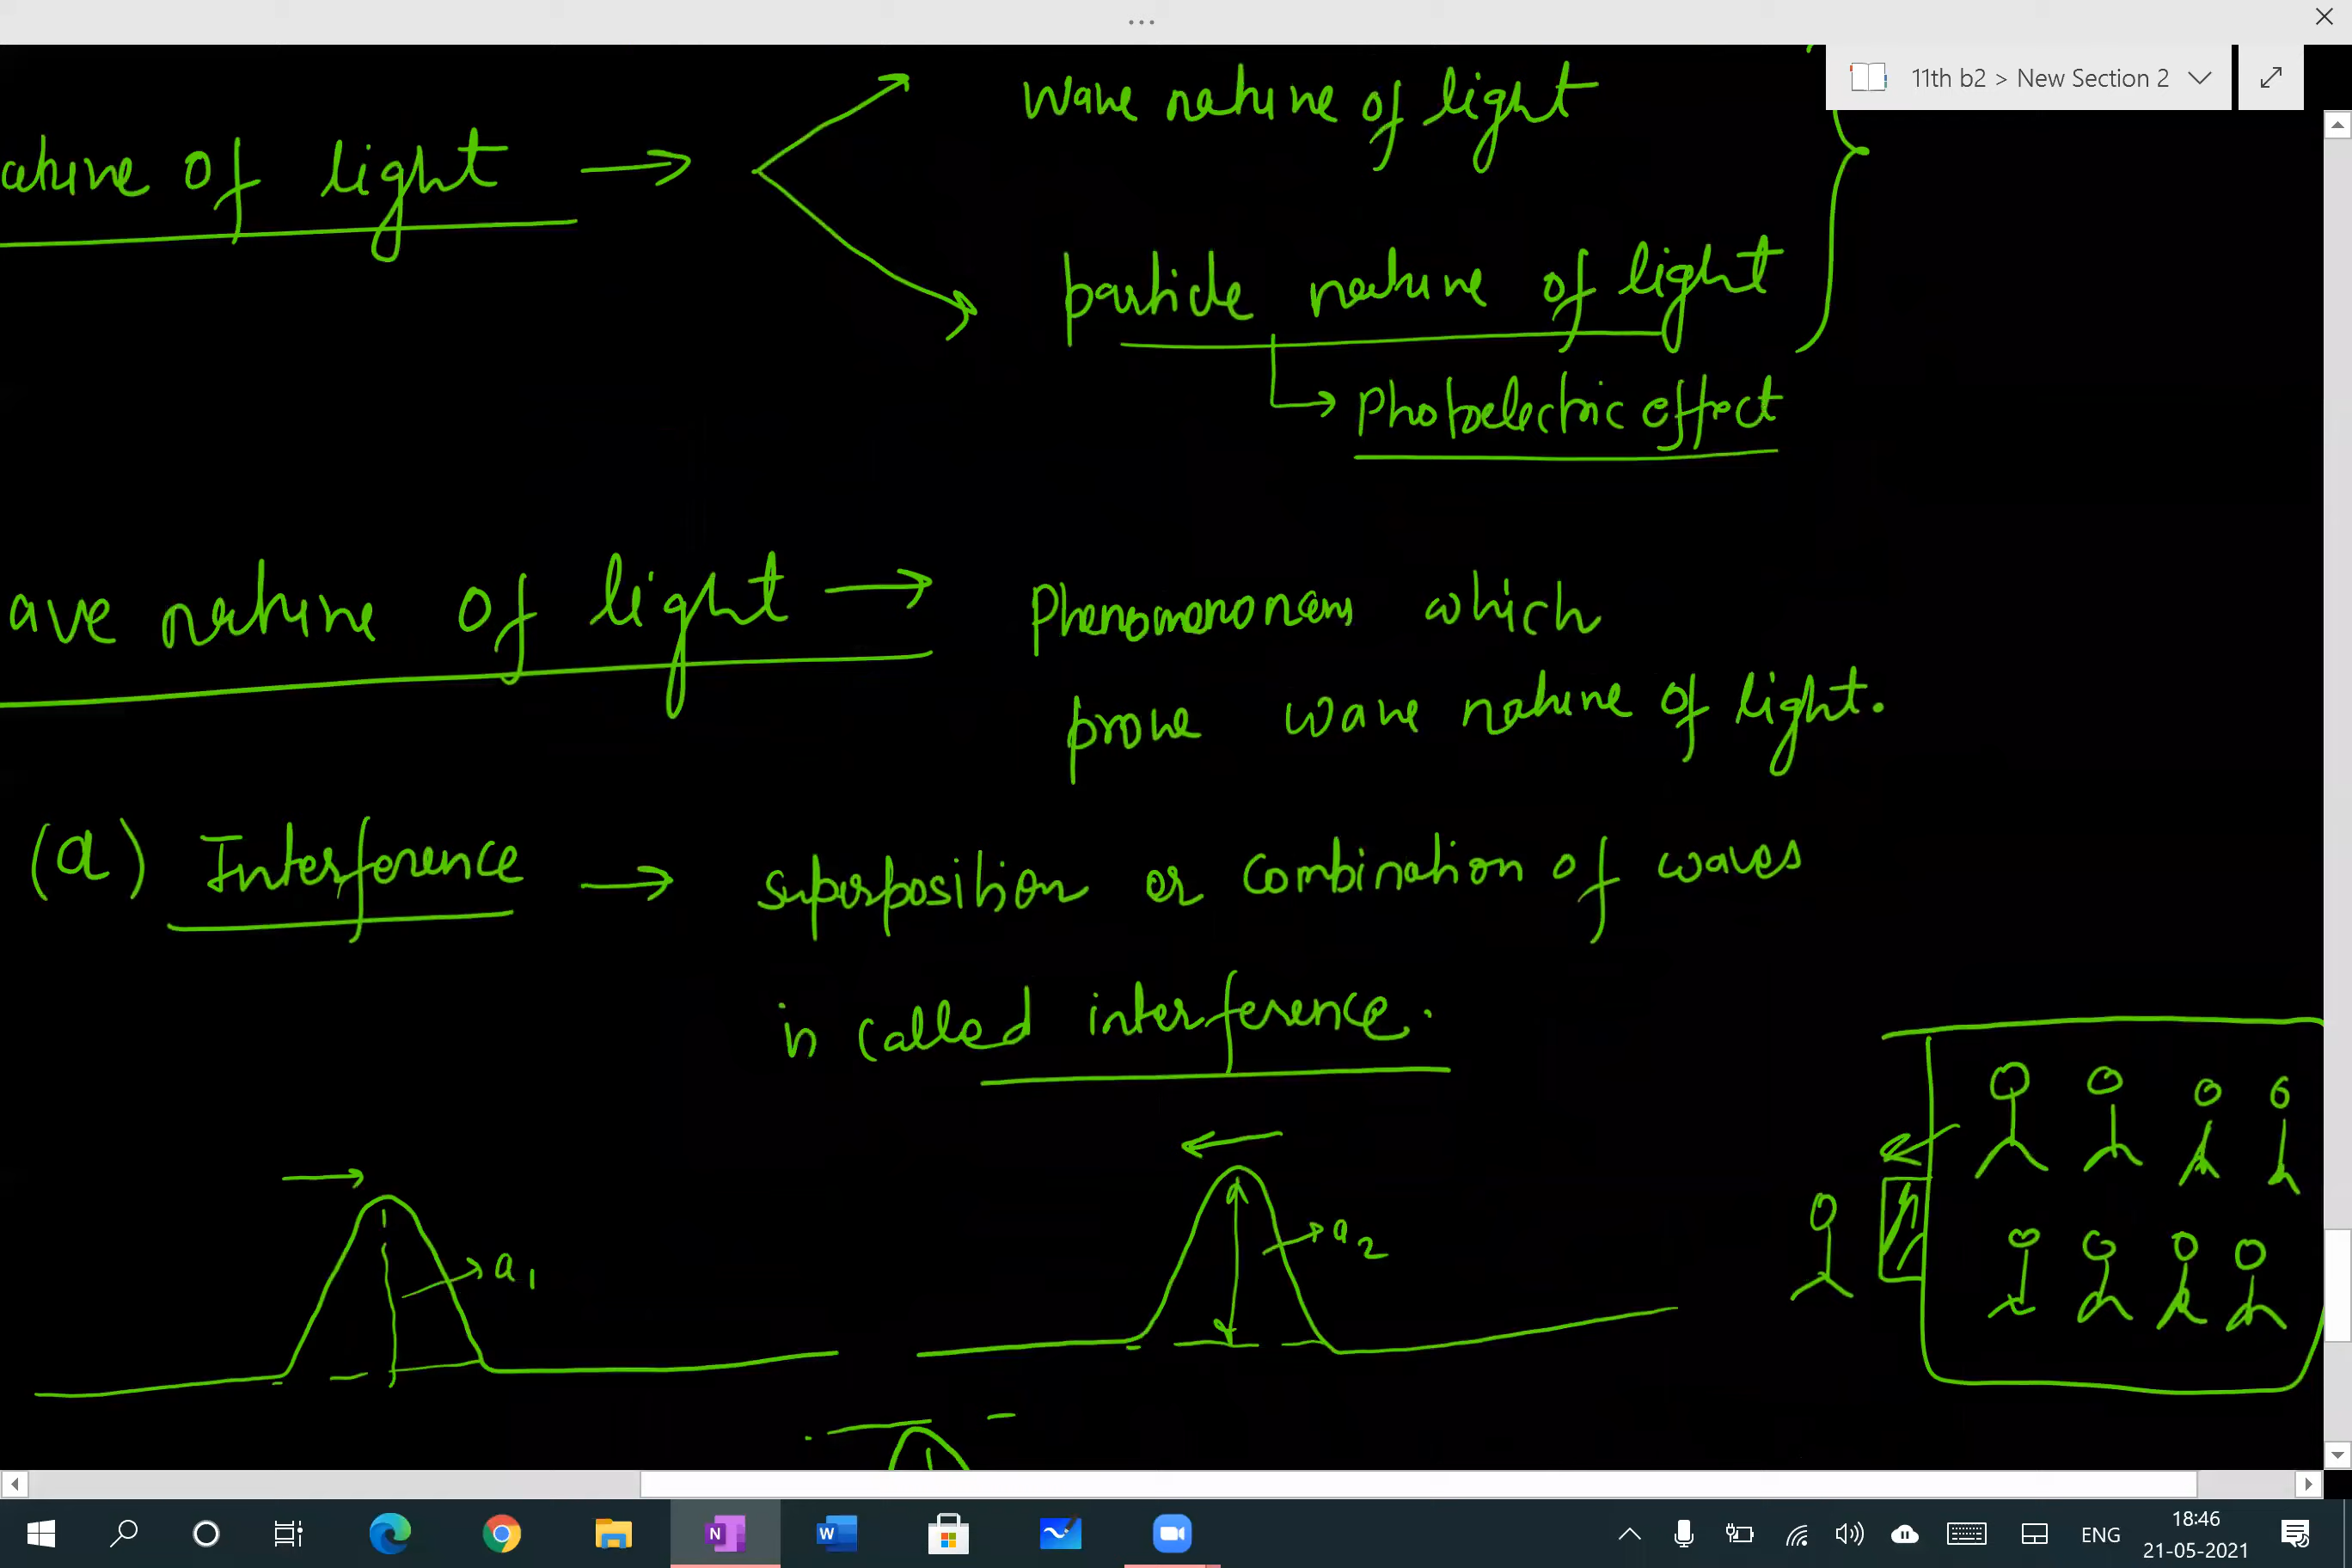 ...
11th b2 > New Section 2
wave nature of light
ature of light →
particle nature of light
→ Photoelectric effect
ave nature of light → Phenomononons which
prove wave nature of light.
(a) Interference → superposition or combination of waves
is called interference.
a1
a2
N
W
ENG
18:46
21-05-2021